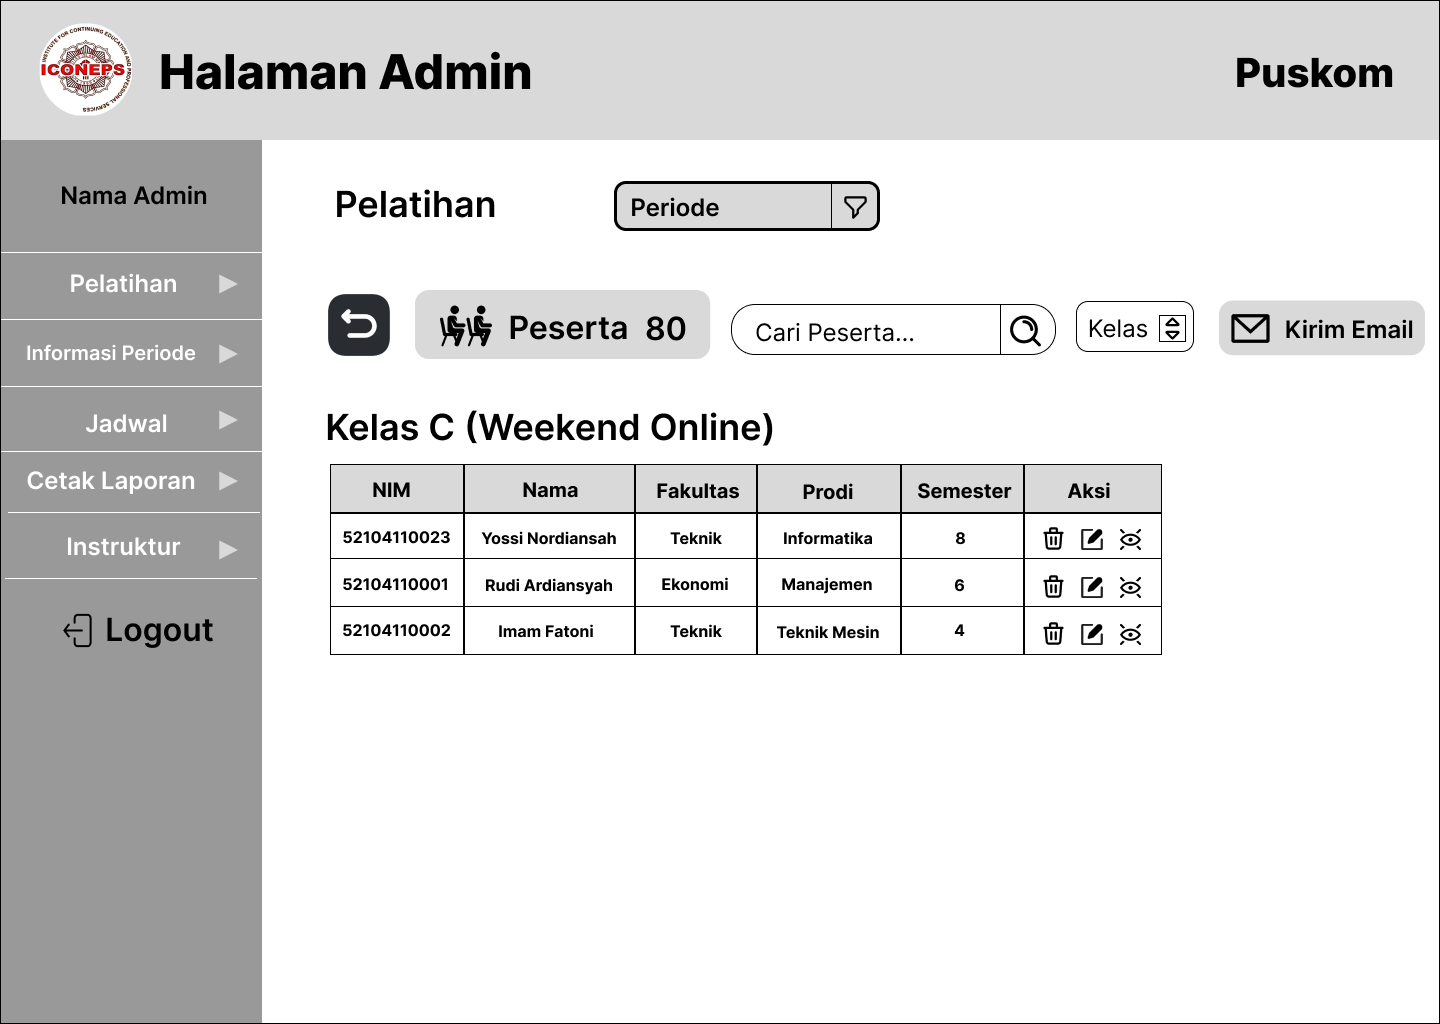 INSTITUTE FOR CONTINUING EDUCATION AND PROFESSIONAL SERVICES
ICONEPS
Halaman Admin
Puskom
Nama Admin
Pelatihan
Informasi Periode
Jadwal
Cetak Laporan
Instruktur
Logout
Pelatihan
Periode
Peserta 80
Cari Peserta...
Kelas
Kirim Email
Kelas C (Weekend Online)
NIM Nama Fakultas Prodi Semester Aksi
52104110023 Yossi Nordiansah Teknik Informatika 8
52104110001 Rudi Ardiansyah Ekonomi Manajemen 6
52104110002 Imam Fatoni Teknik Teknik Mesin 4